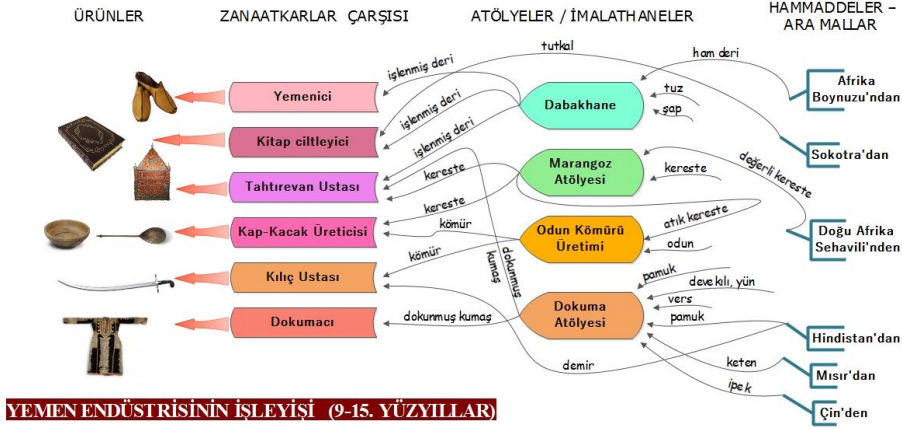 ÜRÜNLER
ZANAATKARLAR ÇARŞISI
ATÖLYELER / İMALATHANELER
HAMMADDELER –
ARA MALLAR
Yemenici
Kitap ciltleyici
Tahtırevan Ustası
Kap-Kacak Üreticisi
Kılıç Ustası
Dokumacı
işlenmiş deri
tutkal
işlenmiş deri
işlenmiş deri
kereste
kereste
kömür
kömür
dokunmuş
kumaş
dokunmuş kumaş
demir
Dabakhane
Marangoz
Atölyesi
Odun Kömürü
Üretimi
Dokuma
Atölyesi
ham deri
tuz
şap
kereste
değerli kereste
atık kereste
odun
pamuk
deve kılı, yün
vers
pamuk
keten
ipek
Afrika
Boynuzu'ndan
Sokotra'dan
Doğu Afrika
Sehavili'nden
Hindistan'dan
Mısır'dan
Çin'den
YEMEN ENDÜSTRİSİNİN İŞLEYİŞİ (9-15. YÜZYILLAR)